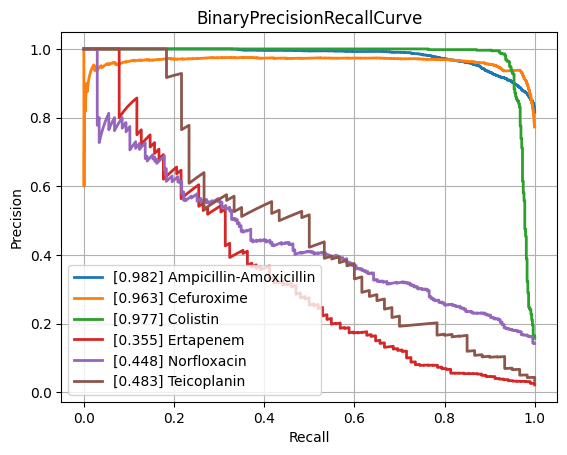 BinaryPrecisionRecallCurve
Precision
1.0
0.8
0.6
0.4
0.2
0.0
[0.982] Ampicillin-Amoxicillin
[0.963] Cefuroxime
[0.977] Colistin
[0.355] Ertapenem
[0.448] Norfloxacin
[0.483] Teicoplanin
0.0 0.2 0.4 0.6 0.8 1.0
Recall